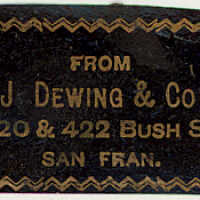 FROM
J. DEWING & CO
20 & 422 BUSH S
SAN FRAN.